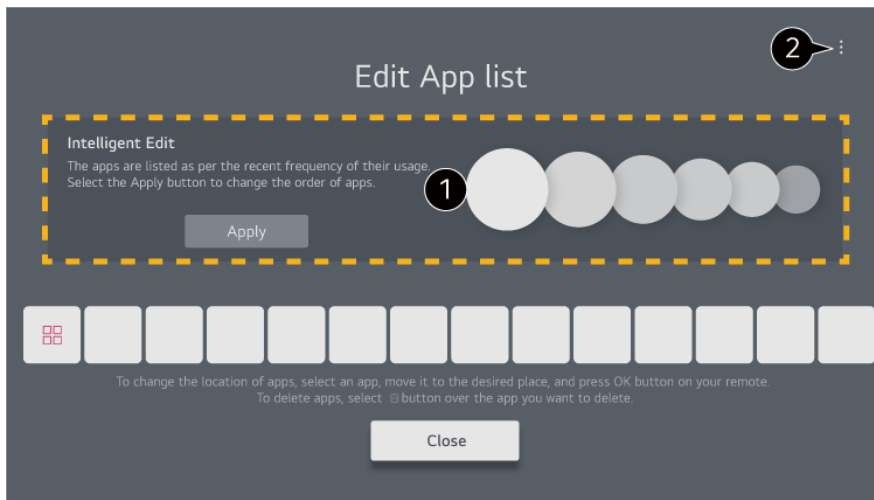 2
Edit App list
Intelligent Edit
The apps are listed as per the recent frequency of their usage.
Select the Apply button to change the order of apps.
1
Apply
To change the location of apps, select an app, move it to the desired place, and press OK button on your remote.
To delete apps, select button over the app you want to delete.
Close